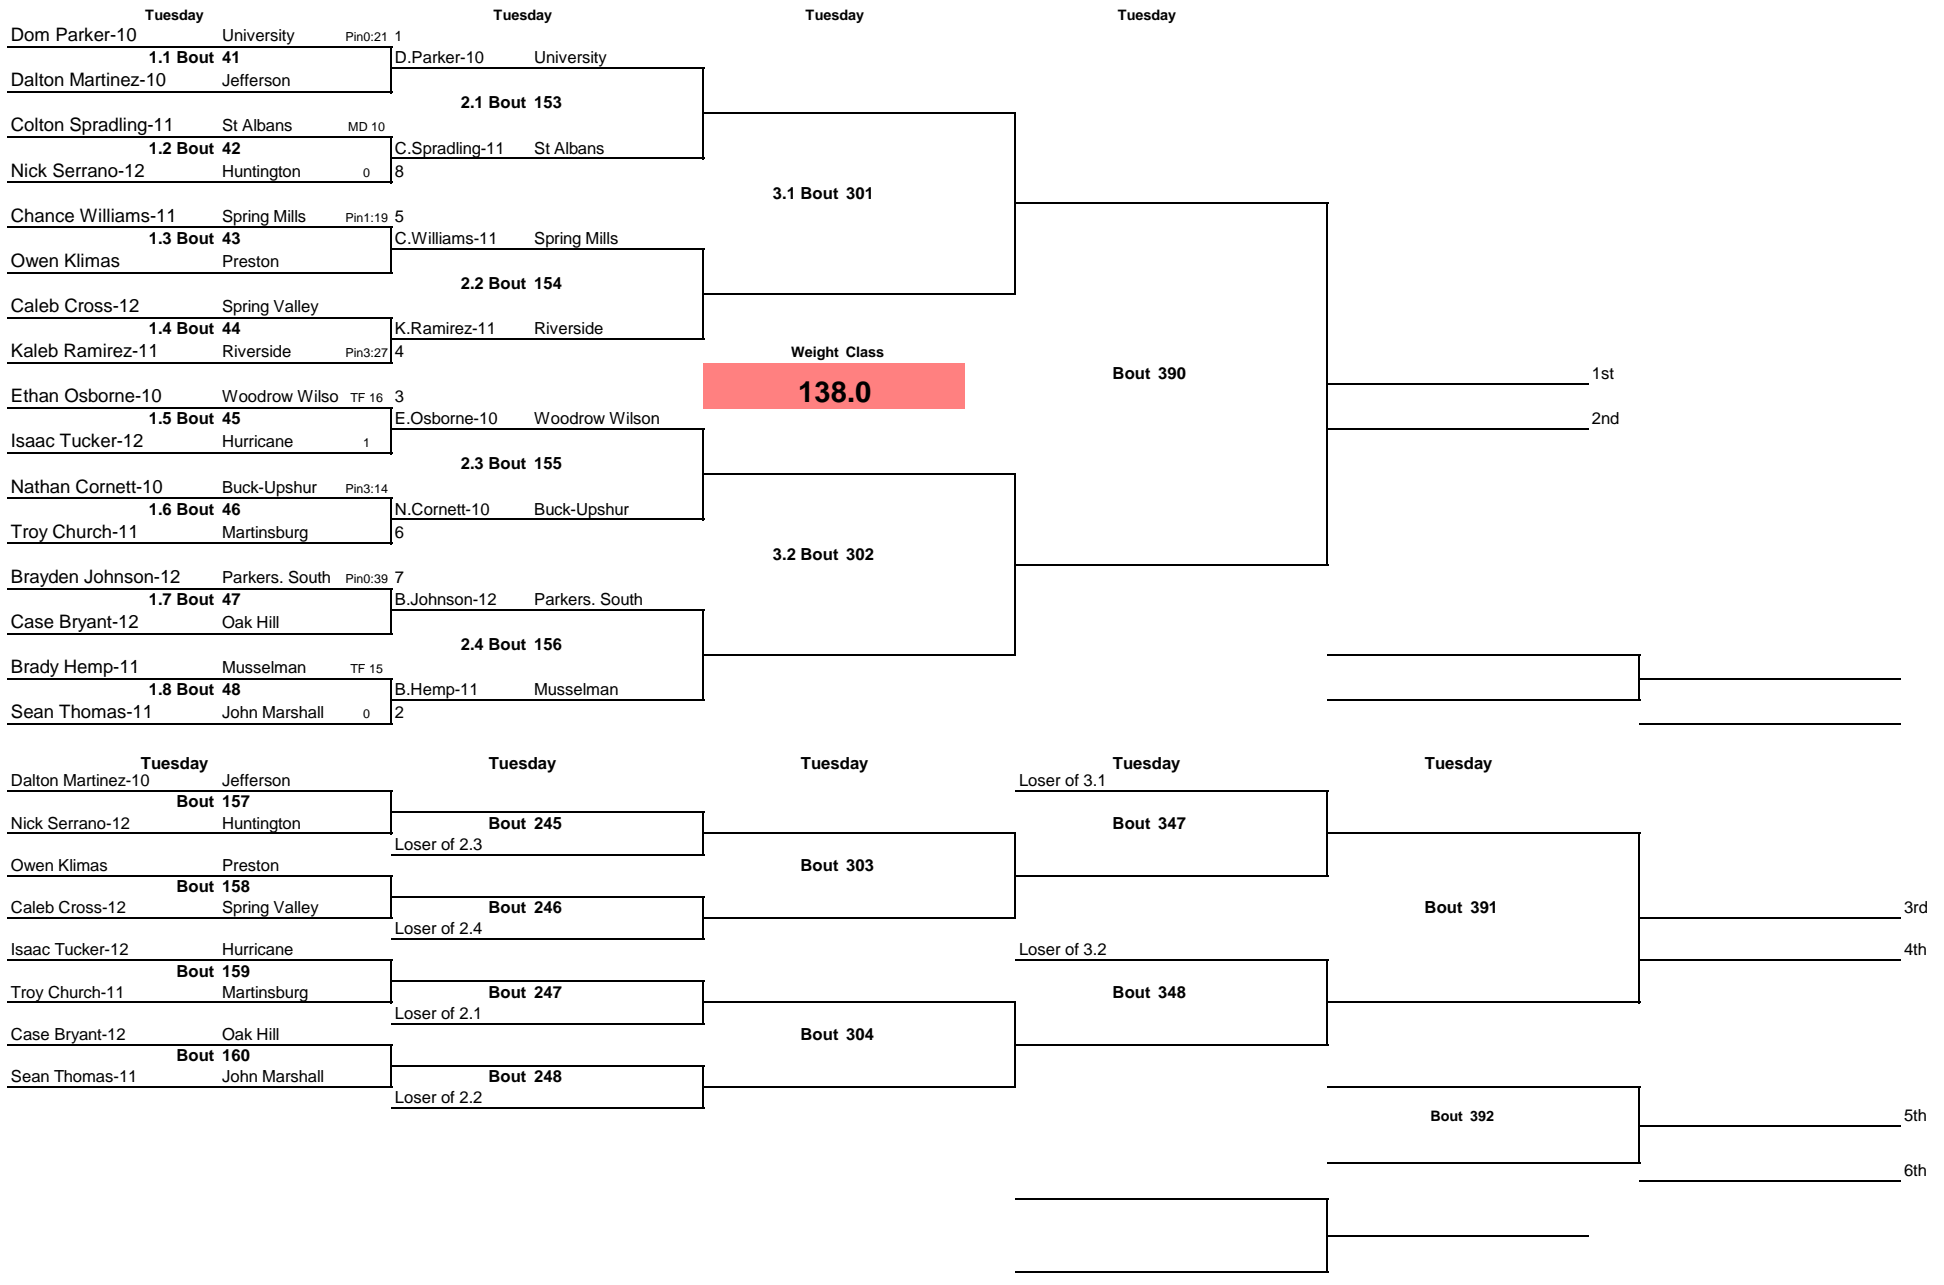 Tuesday Tuesday Tuesday Tuesday
Dom Parker-10 University Pin0:21 1
1.1 Bout 41 D.Parker-10 University
Dalton Martinez-10 Jefferson
2.1 Bout 153
Colton Spradling-11 St Albans MD 10
1.2 Bout 42 C.Spradling-11 St Albans
Nick Serrano-12 Huntington 0 8
3.1 Bout 301
Chance Williams-11 Spring Mills Pin1:19 5
1.3 Bout 43 C.Williams-11 Spring Mills
Owen Klimas Preston
2.2 Bout 154
Caleb Cross-12 Spring Valley
1.4 Bout 44 K.Ramirez-11 Riverside
Kaleb Ramirez-11 Riverside Pin3:27 4 Weight Class
Bout 390 1st
138.0
Ethan Osborne-10 Woodrow Wilso TF 16 3
1.5 Bout 45 E.Osborne-10 Woodrow Wilson 2nd
Isaac Tucker-12 Hurricane 1
2.3 Bout 155
Nathan Cornett-10 Buck-Upshur Pin3:14
1.6 Bout 46 N.Cornett-10 Buck-Upshur
Troy Church-11 Martinsburg 6
3.2 Bout 302
Brayden Johnson-12 Parkers. South Pin0:39 7
1.7 Bout 47 B.Johnson-12 Parkers. South
Case Bryant-12 Oak Hill
2.4 Bout 156
Brady Hemp-11 Musselman TF 15
1.8 Bout 48 B.Hemp-11 Musselman
Sean Thomas-11 John Marshall 0 2
Tuesday Tuesday Tuesday Tuesday Tuesday
Dalton Martinez-10 Jefferson Loser of 3.1
Bout 157
Nick Serrano-12 Huntington Bout 245 Bout 347
Loser of 2.3
Owen Klimas Preston Bout 303
Bout 158
Caleb Cross-12 Spring Valley Bout 246 Bout 391 3rd
Loser of 2.4
Isaac Tucker-12 Hurricane Loser of 3.2 4th
Bout 159
Troy Church-11 Martinsburg Bout 247 Bout 348
Loser of 2.1
Case Bryant-12 Oak Hill Bout 304
Bout 160
Sean Thomas-11 John Marshall Bout 248
Loser of 2.2
Bout 392 5th
6th